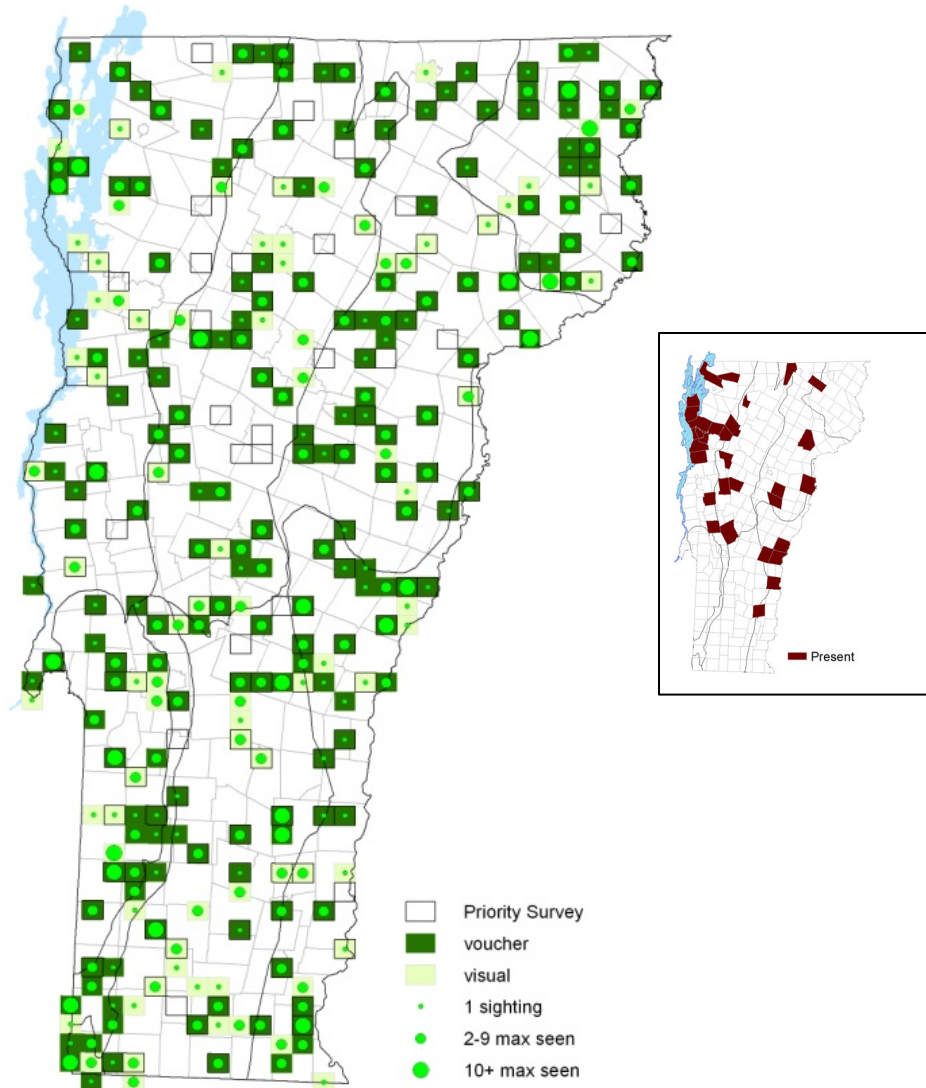 Present
Priority Survey
voucher
visual
1 sighting
2-9 max seen
10+ max seen